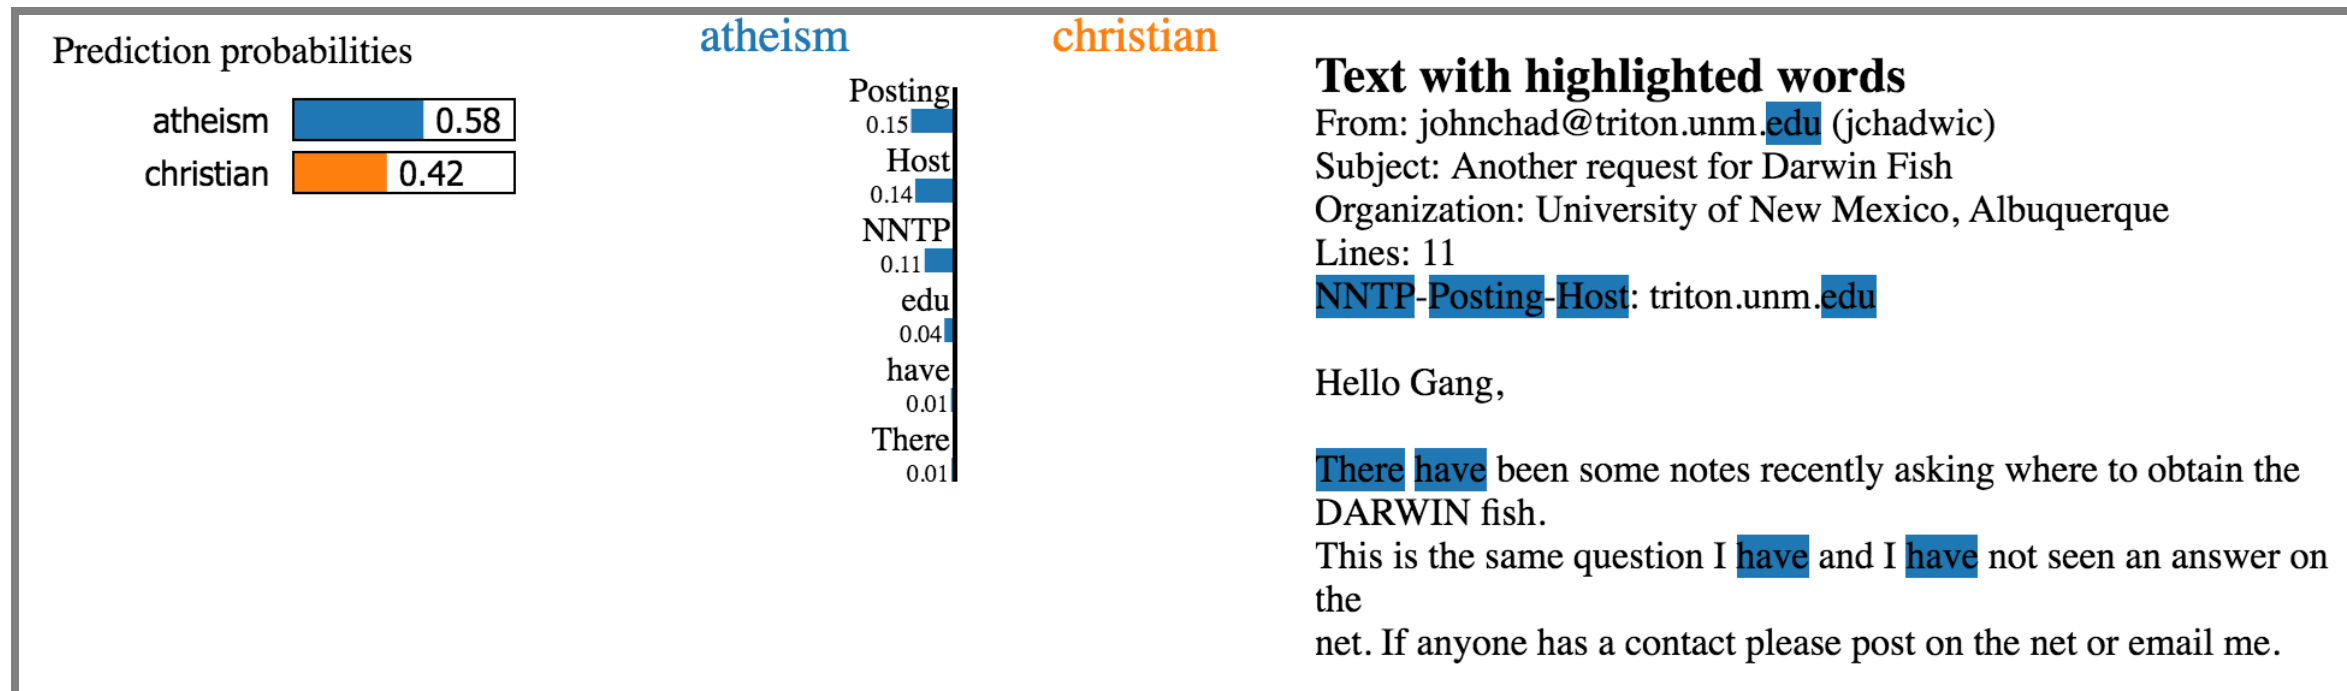 Prediction probabilities
atheism 0.58
christian 0.42
atheism christian
Posting
0.15
Host
0.14
NNTP
0.11
edu
0.04
have
0.01
There
0.01
Text with highlighted words
From: johnchad@triton.unm.edu (jchadwic)
Subject: Another request for Darwin Fish
Organization: University of New Mexico, Albuquerque
Lines: 11
NNTP-Posting-Host: triton.unm.edu
Hello Gang,
There have been some notes recently asking where to obtain the
DARWIN fish.
This is the same question I have and I have not seen an answer on
the
net. If anyone has a contact please post on the net or email me.